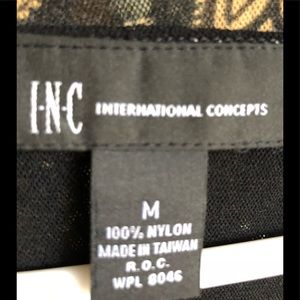 I·N·C INTERNATIONAL CONCEPTS
M
100% NYLON
MADE IN TAIWAN
R.O.C.
WPL 8046